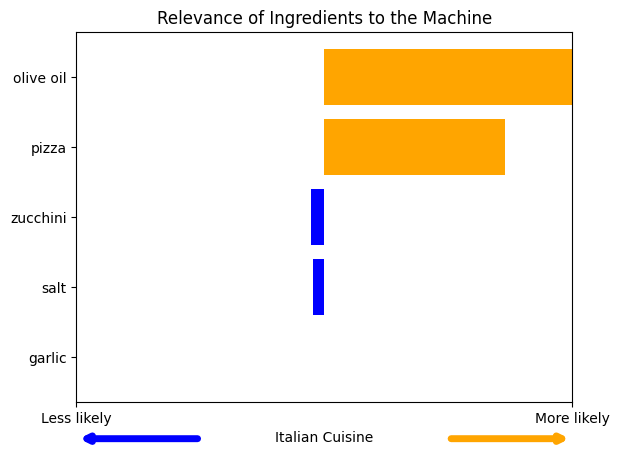 Relevance of Ingredients to the Machine
olive oil
pizza
zucchini
salt
garlic
Less likely
More likely
Italian Cuisine